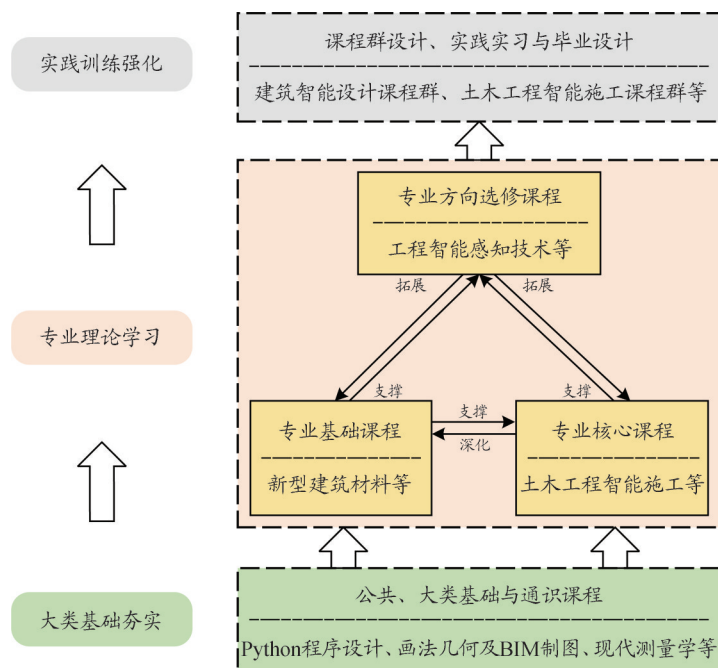 实践训练强化
课程群设计、实践实习与毕业设计
建筑智能设计课程群、土木工程智能施工课程群等
专业理论学习
专业方向选修课程
工程智能感知技术等
拓展
拓展
支撑
支撑
支撑
深化
专业基础课程
新型建筑材料等
专业核心课程
土木工程智能施工等
大类基础夯实
公共、大类基础与通识课程
Python程序设计、画法几何及BIM制图、现代测量学等